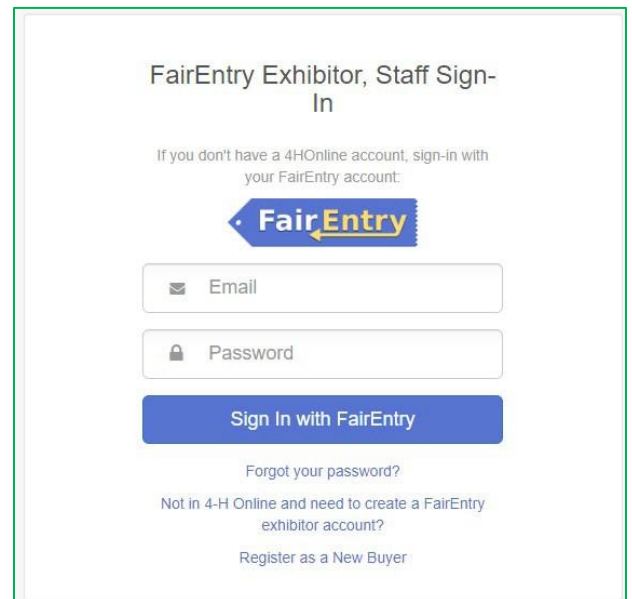 FairEntry Exhibitor, Staff Sign-
In
If you don't have a 4HOnline account, sign-in with
your FairEntry account:
FairEntry
Email
Password
Sign In with FairEntry
Forgot your password?
Not in 4-H Online and need to create a FairEntry
exhibitor account?
Register as a New Buyer